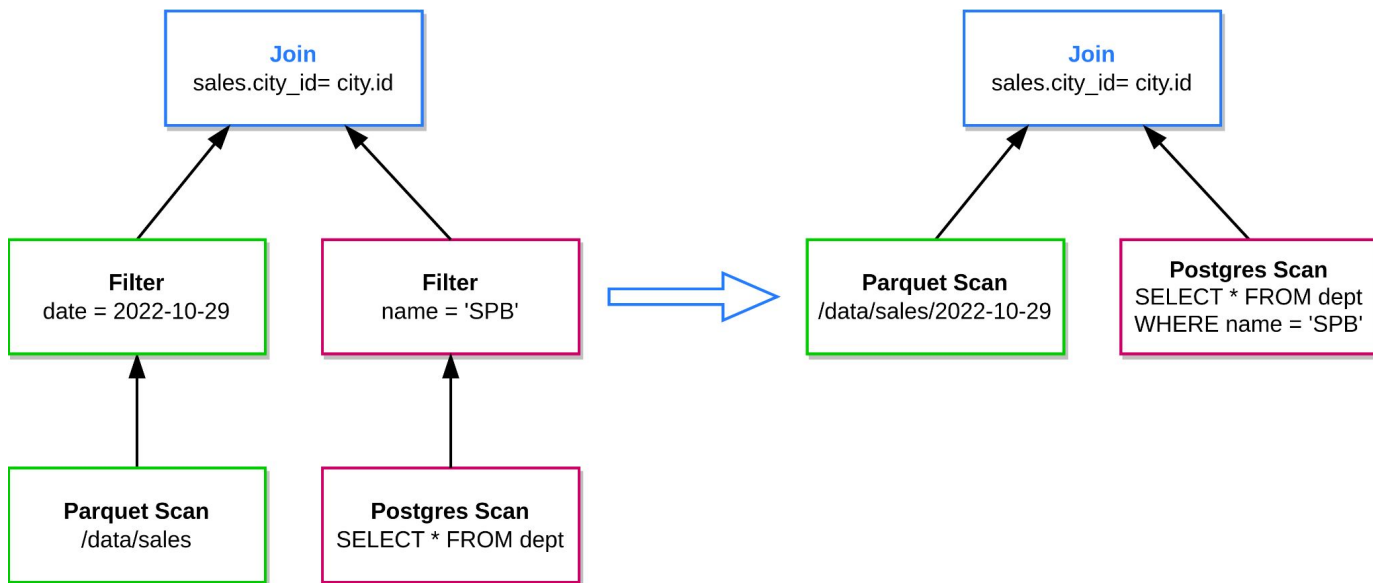 Join
sales.city_id= city.id
Filter
date = 2022-10-29
Filter
name = 'SPB'
Parquet Scan
/data/sales
Postgres Scan
SELECT * FROM dept
Join
sales.city_id= city.id
Parquet Scan
/data/sales/2022-10-29
Postgres Scan
SELECT * FROM dept
WHERE name = 'SPB'